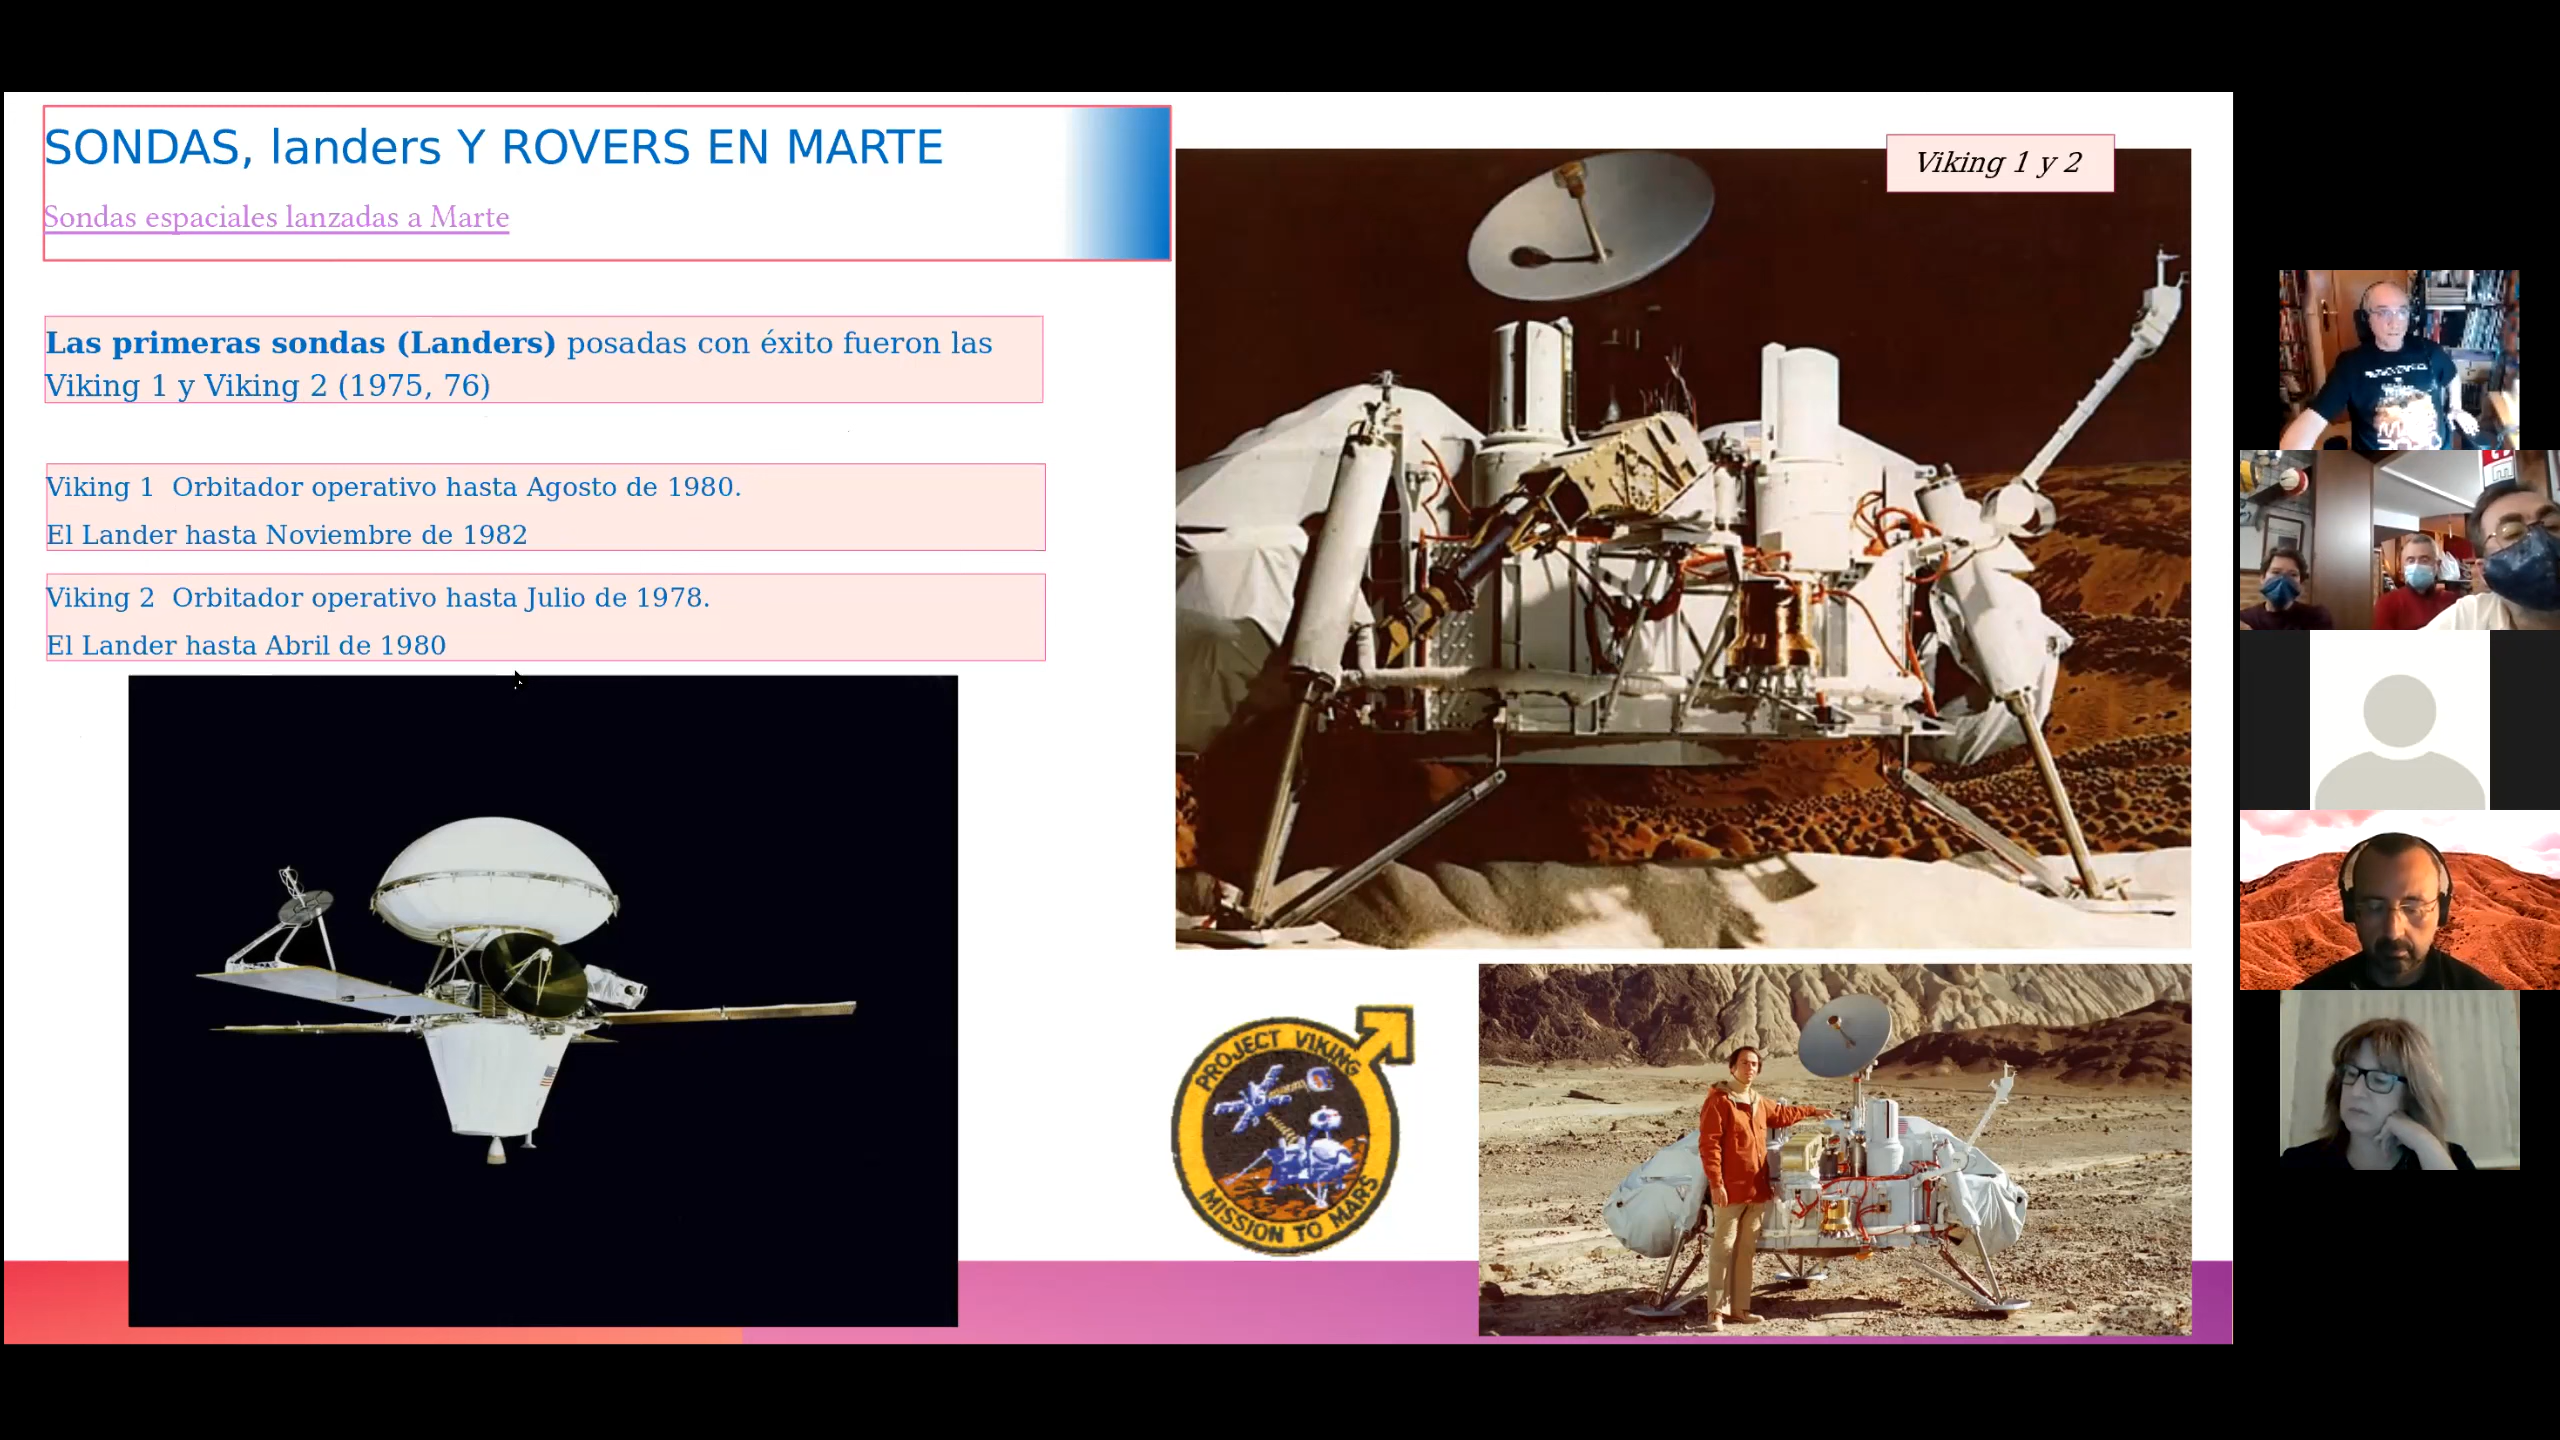 SONDAS, landers Y ROVERS EN MARTE
Sondas espaciales lanzadas a Marte
Viking 1 y 2
Las primeras sondas (Landers) posadas con éxito fueron las
Viking 1 y Viking 2 (1975, 76)
Viking 1 Orbitador operativo hasta Agosto de 1980.
El Lander hasta Noviembre de 1982
Viking 2 Orbitador operativo hasta Julio de 1978.
El Lander hasta Abril de 1980
PROJECT VIKING
MISSION TO MARS